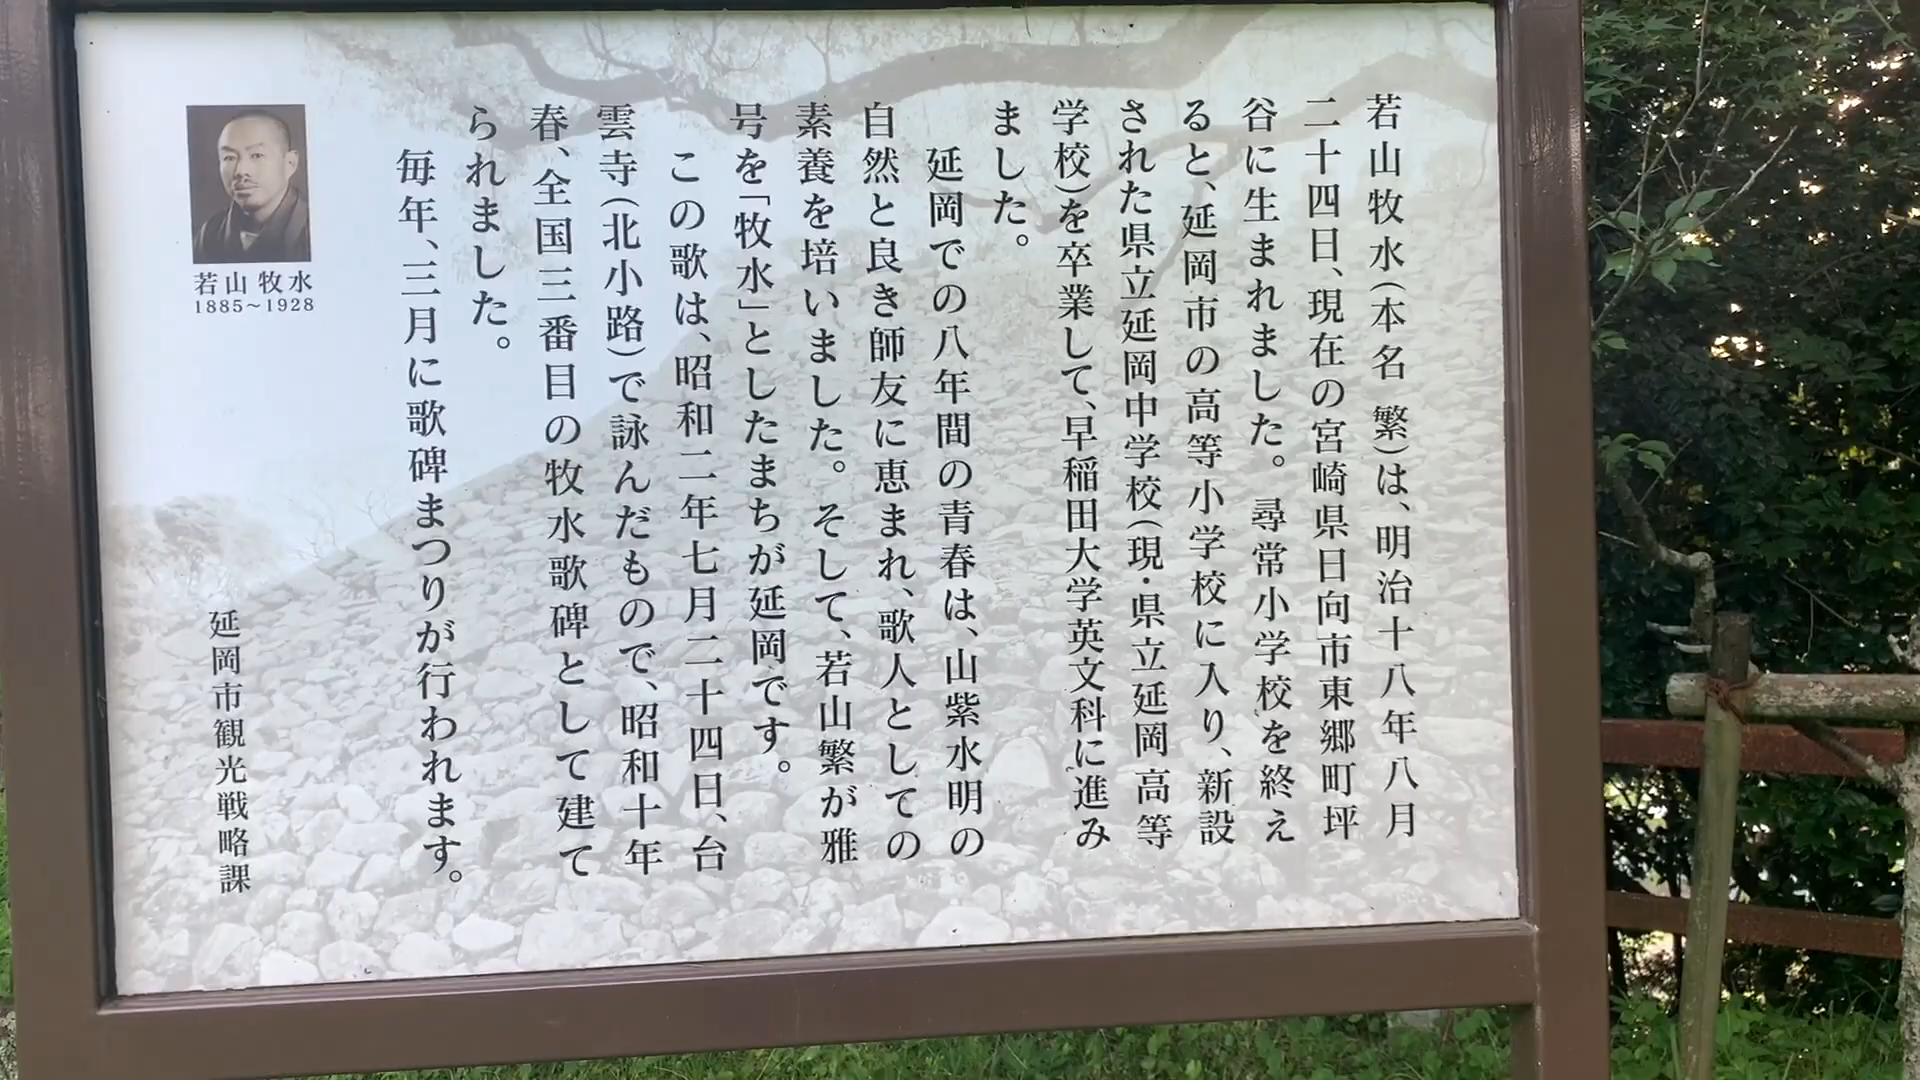 若山牧水(本名 繁)は、明治十八年八月
二十四日、現在の宮崎県日向市東郷町坪
谷に生まれました。尋常小学校を終え
ると、延岡市の高等小学校に入り、新設
された県立延岡中学校(現・県立延岡高等
学校)を卒業して、早稲田大学英文科に進み
ました。
延岡での八年間の青春は、山紫水明の
自然と良き師友に恵まれ、歌人としての
素養を培いました。そして、若山繁が雅
号を「牧水」としたまちが延岡です。
この歌は、昭和二年七月二十四日、台
雲寺(北小路)で詠んだもので、昭和十年
春、全国三番目の牧水歌碑として建て
られました。
毎年、三月に歌碑まつりが行われます。
延岡市観光戦略課
若山 牧水
1885~1928